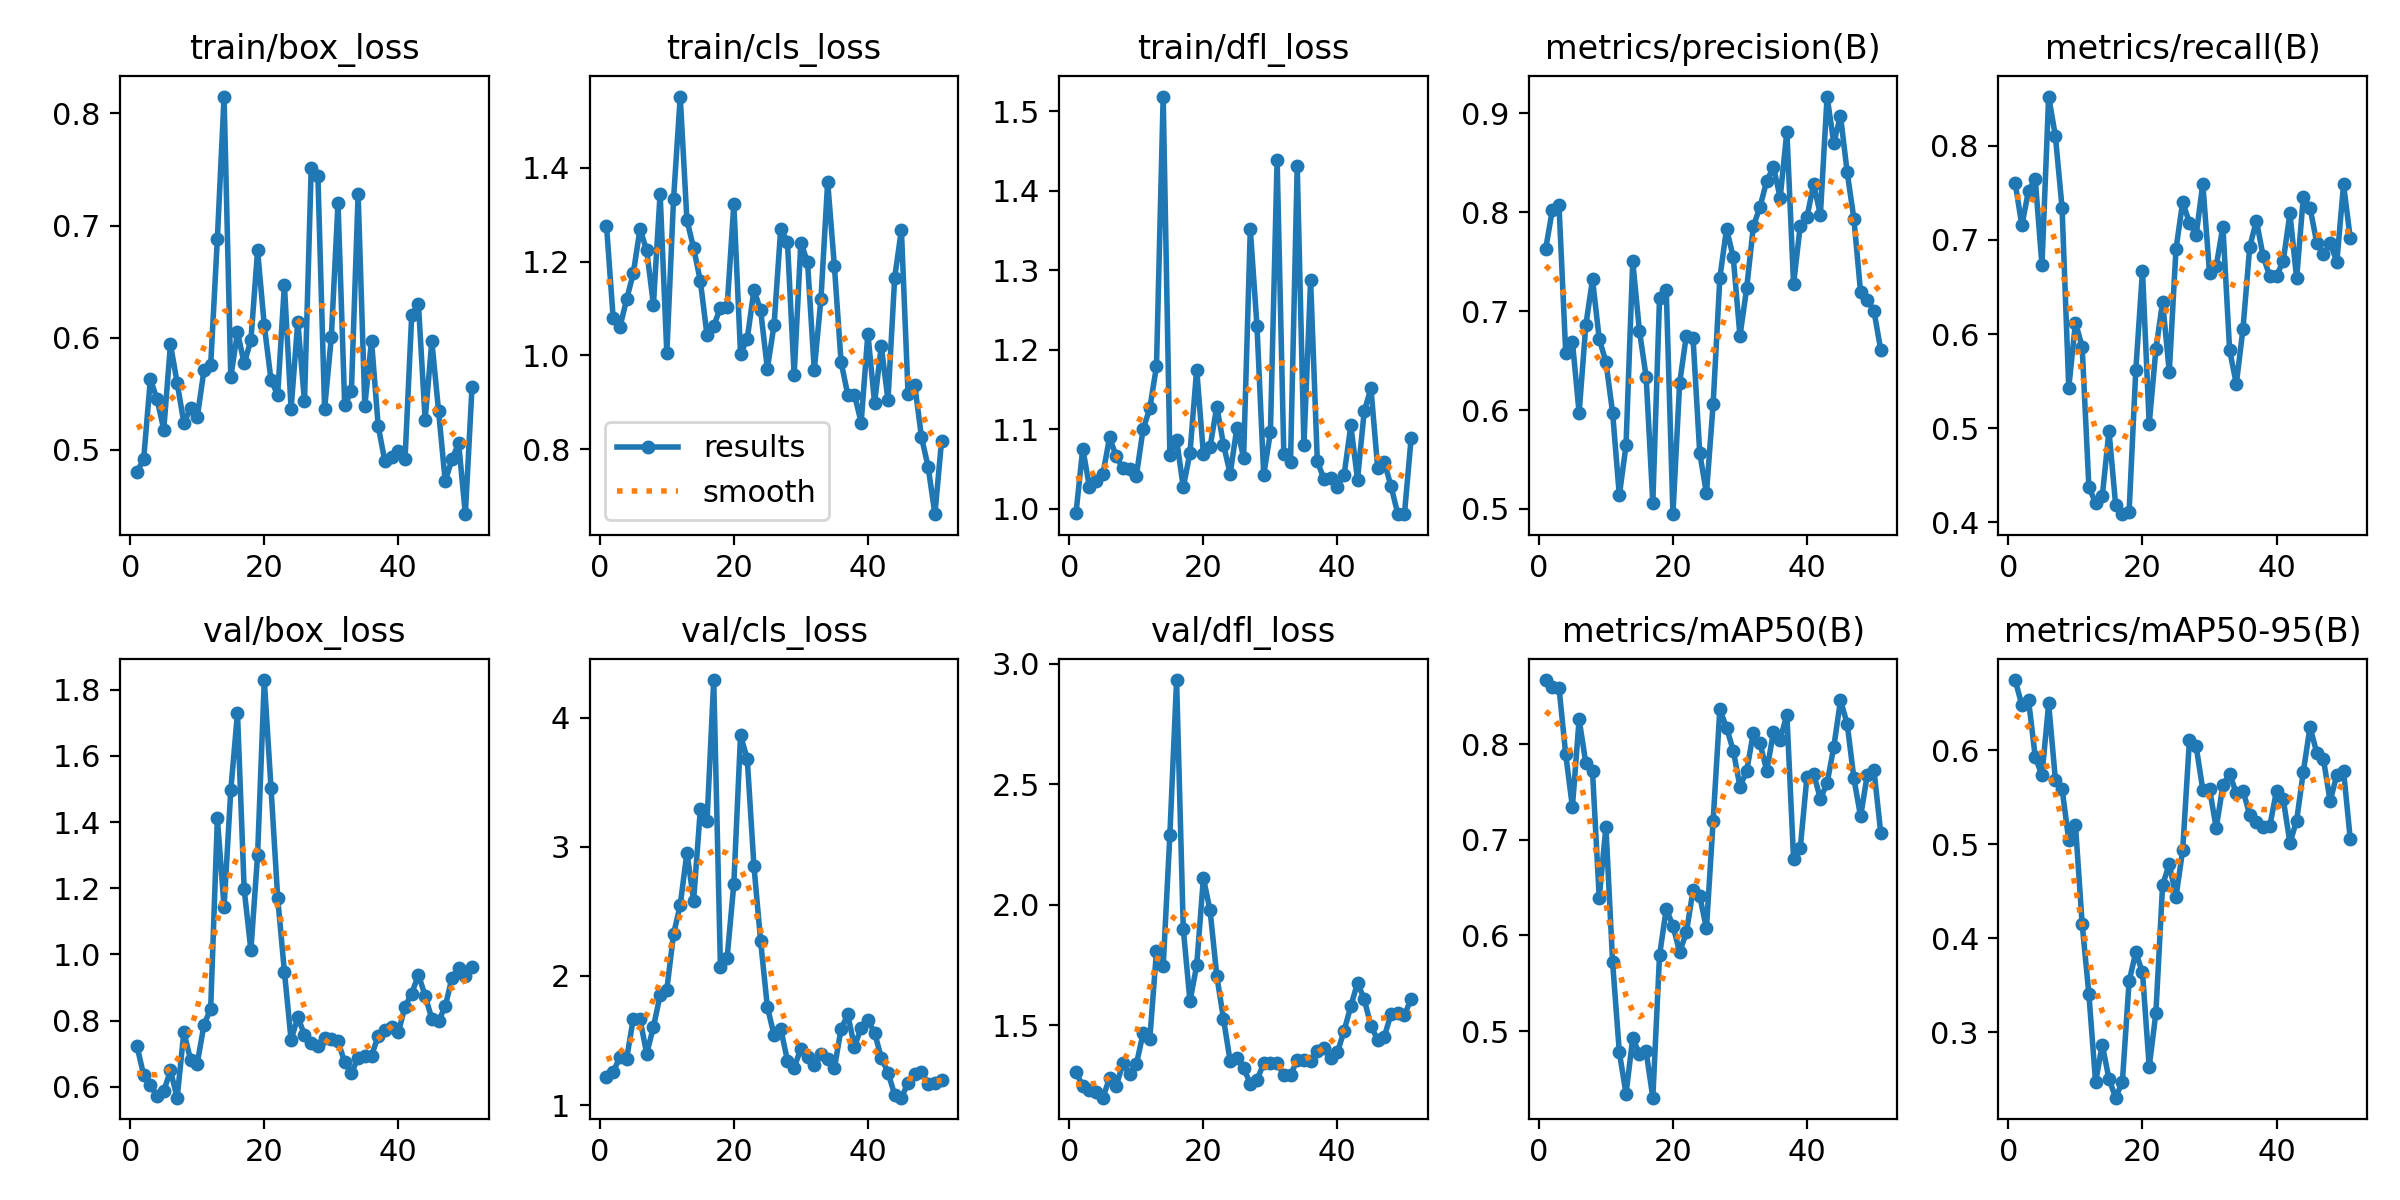 train/box_loss
train/cls_loss
train/dfl_loss
metrics/precision(B)
metrics/recall(B)
0.8
0.7
0.6
0.5
0 20 40
1.4
1.2
1.0
0.8
results
smooth
0 20 40
1.5
1.4
1.3
1.2
1.1
1.0
0 20 40
0.9
0.8
0.7
0.6
0.5
0 20 40
0.8
0.7
0.6
0.5
0.4
0 20 40
val/box_loss
val/cls_loss
val/dfl_loss
metrics/mAP50(B)
metrics/mAP50-95(B)
1.8
1.6
1.4
1.2
1.0
0.8
0.6
0 20 40
4
3
2
1
0 20 40
3.0
2.5
2.0
1.5
0 20 40
0.8
0.7
0.6
0.5
0 20 40
0.6
0.5
0.4
0.3
0 20 40